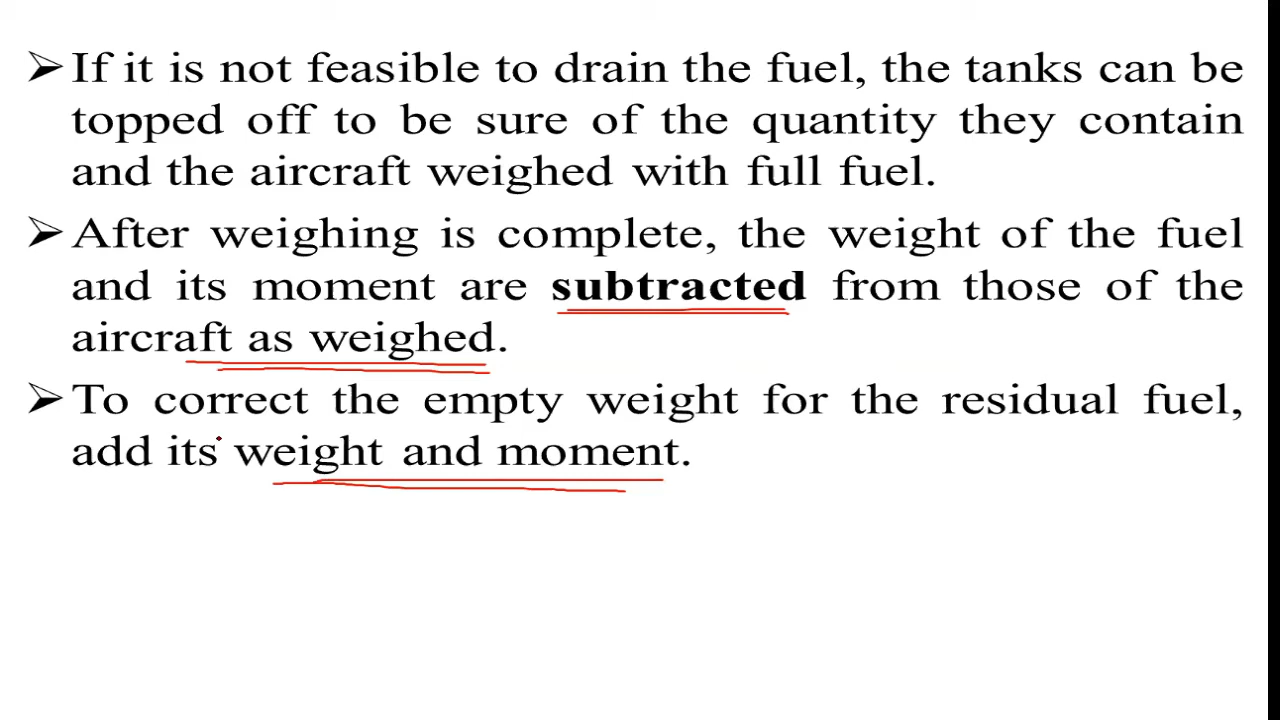 ➢If it is not feasible to drain the fuel, the tanks can be
topped off to be sure of the quantity they contain
and the aircraft weighed with full fuel.
➢After weighing is complete, the weight of the fuel
and its moment are subtracted from those of the
aircraft as weighed.
➢To correct the empty weight for the residual fuel,
add its weight and moment.